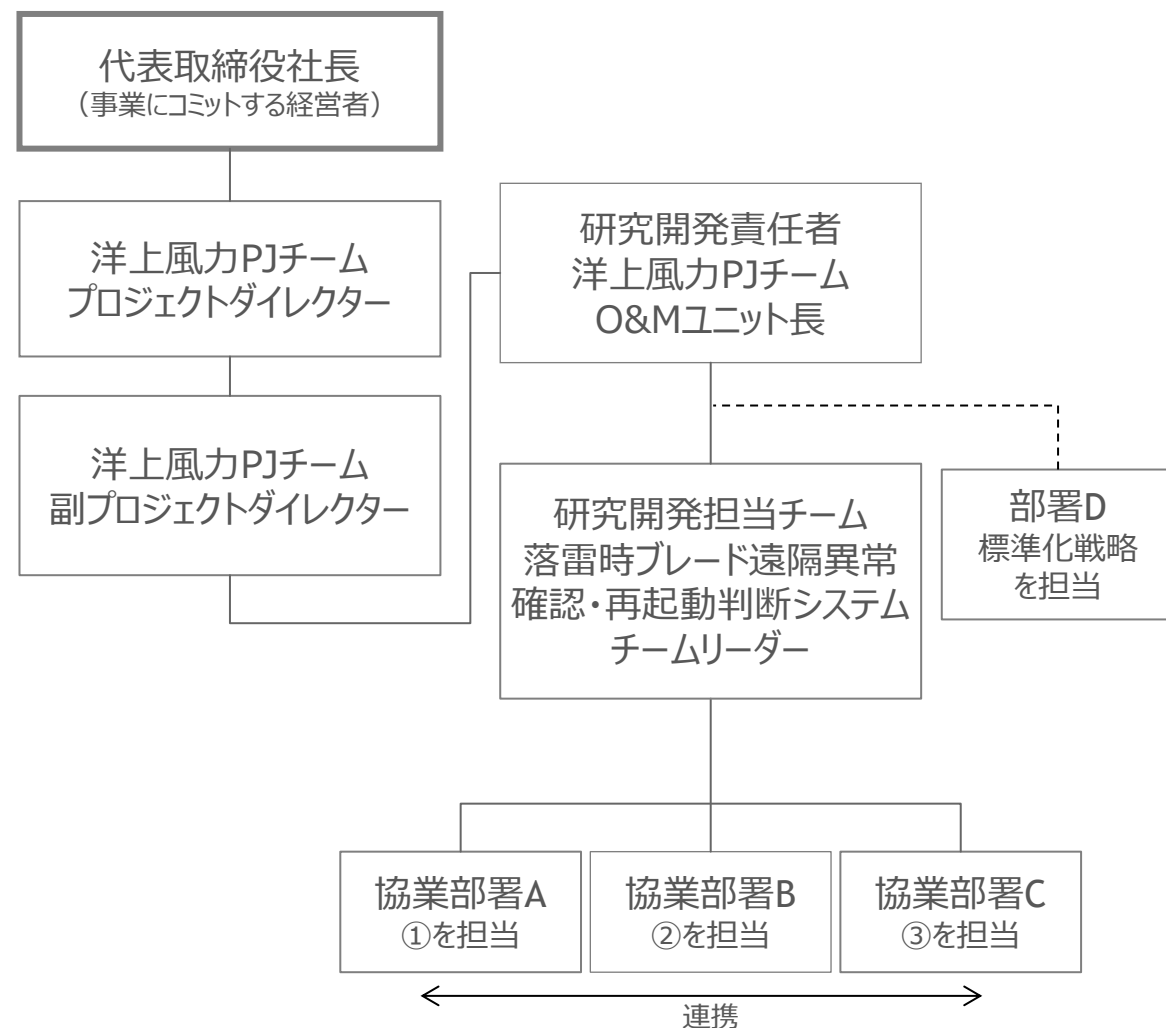 代表取締役社長
（事業にコミットする経営者）
洋上風力PJチーム
プロジェクトダイレクター
洋上風力PJチーム
副プロジェクトダイレクター
研究開発責任者
洋上風力PJチーム
O&Mユニット長
研究開発担当チーム
落雷時ブレード遠隔異常
確認・再起動判断システム
チームリーダー
部署D
標準化戦略
を担当
協業部署A
①を担当
協業部署B
②を担当
協業部署C
③を担当
連携